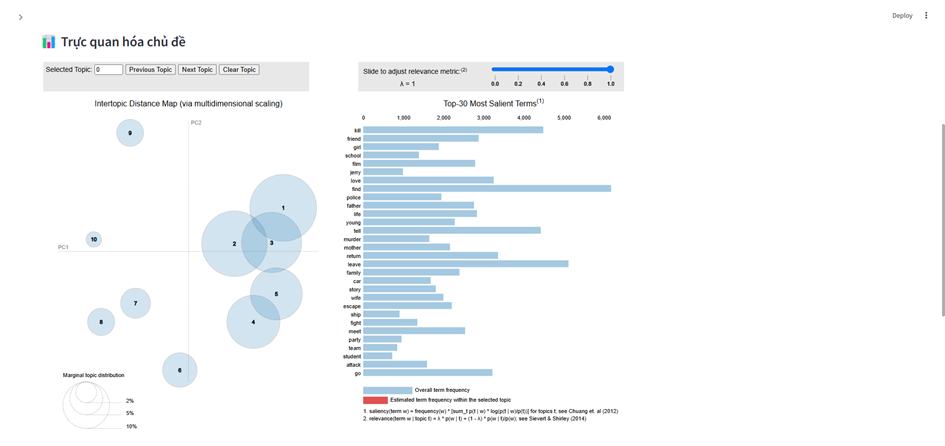 Deploy
Trực quan hóa chủ đề
Selected Topic: 0 Previous Topic Next Topic Clear Topic
Slide to adjust relevance metric:(2)
λ = 1
0.0 0.2 0.4 0.6 0.8 1.0
Intertopic Distance Map (via multidimensional scaling)
PC2
PC1
9
1
10
2
3
5
7
8
4
6
Marginal topic distribution
2%
5%
10%
Top-30 Most Salient Terms(1)
0 1,000 2,000 3,000 4,000 5,000 6,000
kill
friend
girl
school
film
jerry
love
find
police
father
life
young
tell
murder
mother
return
leave
family
car
story
wife
escape
ship
fight
meet
party
team
student
attack
go
Overall term frequency
Estimated term frequency within the selected topic
1. saliency(term w) = frequency(w) * [sum_t p(t | w) * log(p(t | w)/p(t))] for topics t; see Chuang et. al (2012)
2. relevance(term w | topic t) = λ * p(w | t) + (1 - λ) * p(w | t)/p(w); see Sievert & Shirley (2014)